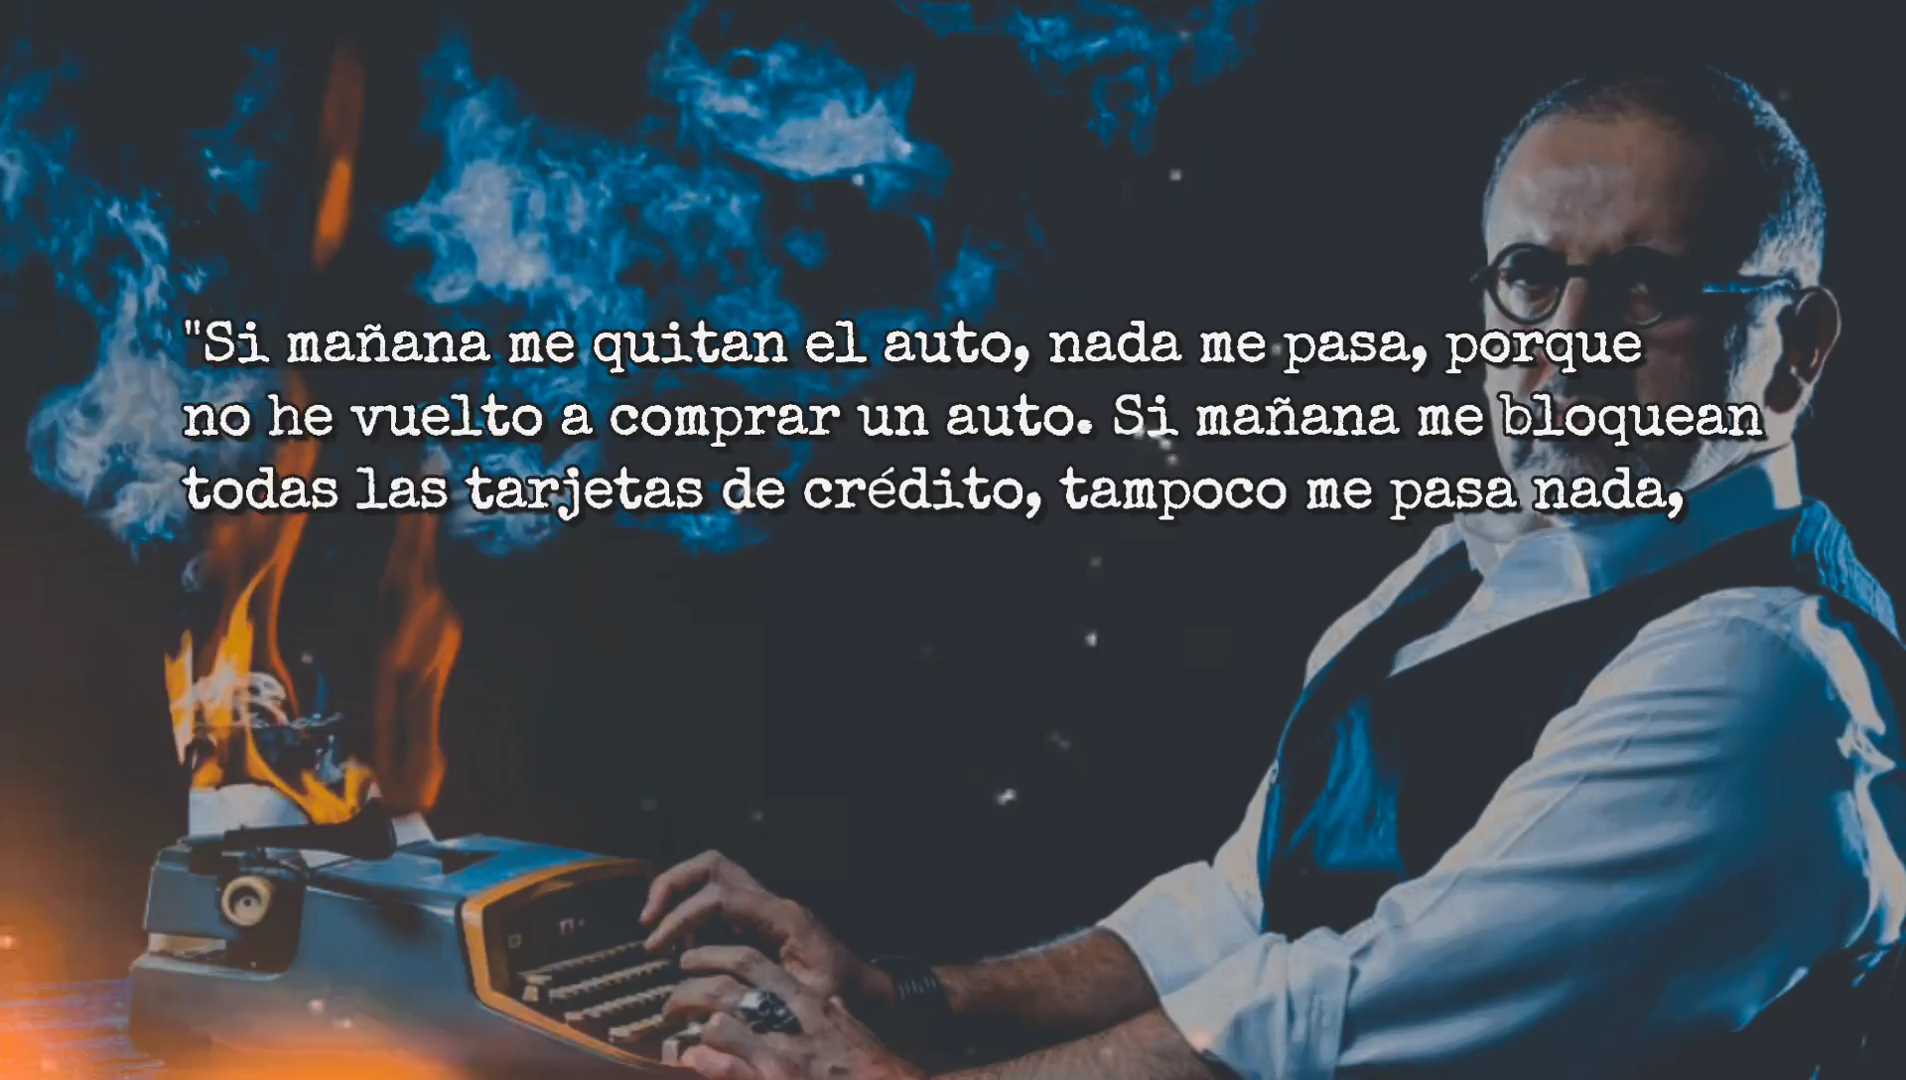 "Si mañana me quitan el auto, nada me pasa, porque
no he vuelto a comprar un auto. Si mañana me bloquean
todas las tarjetas de crédito, tampoco me pasa nada,